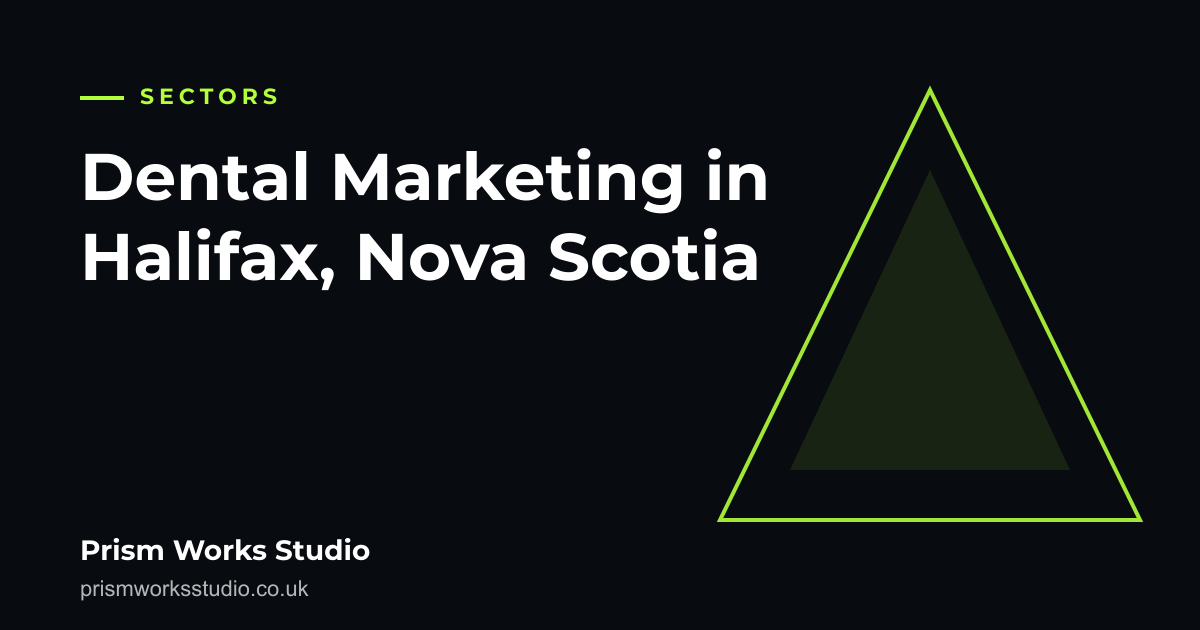 SECTORS
Dental Marketing in
Halifax, Nova Scotia
Prism Works Studio
prismworksstudio.co.uk